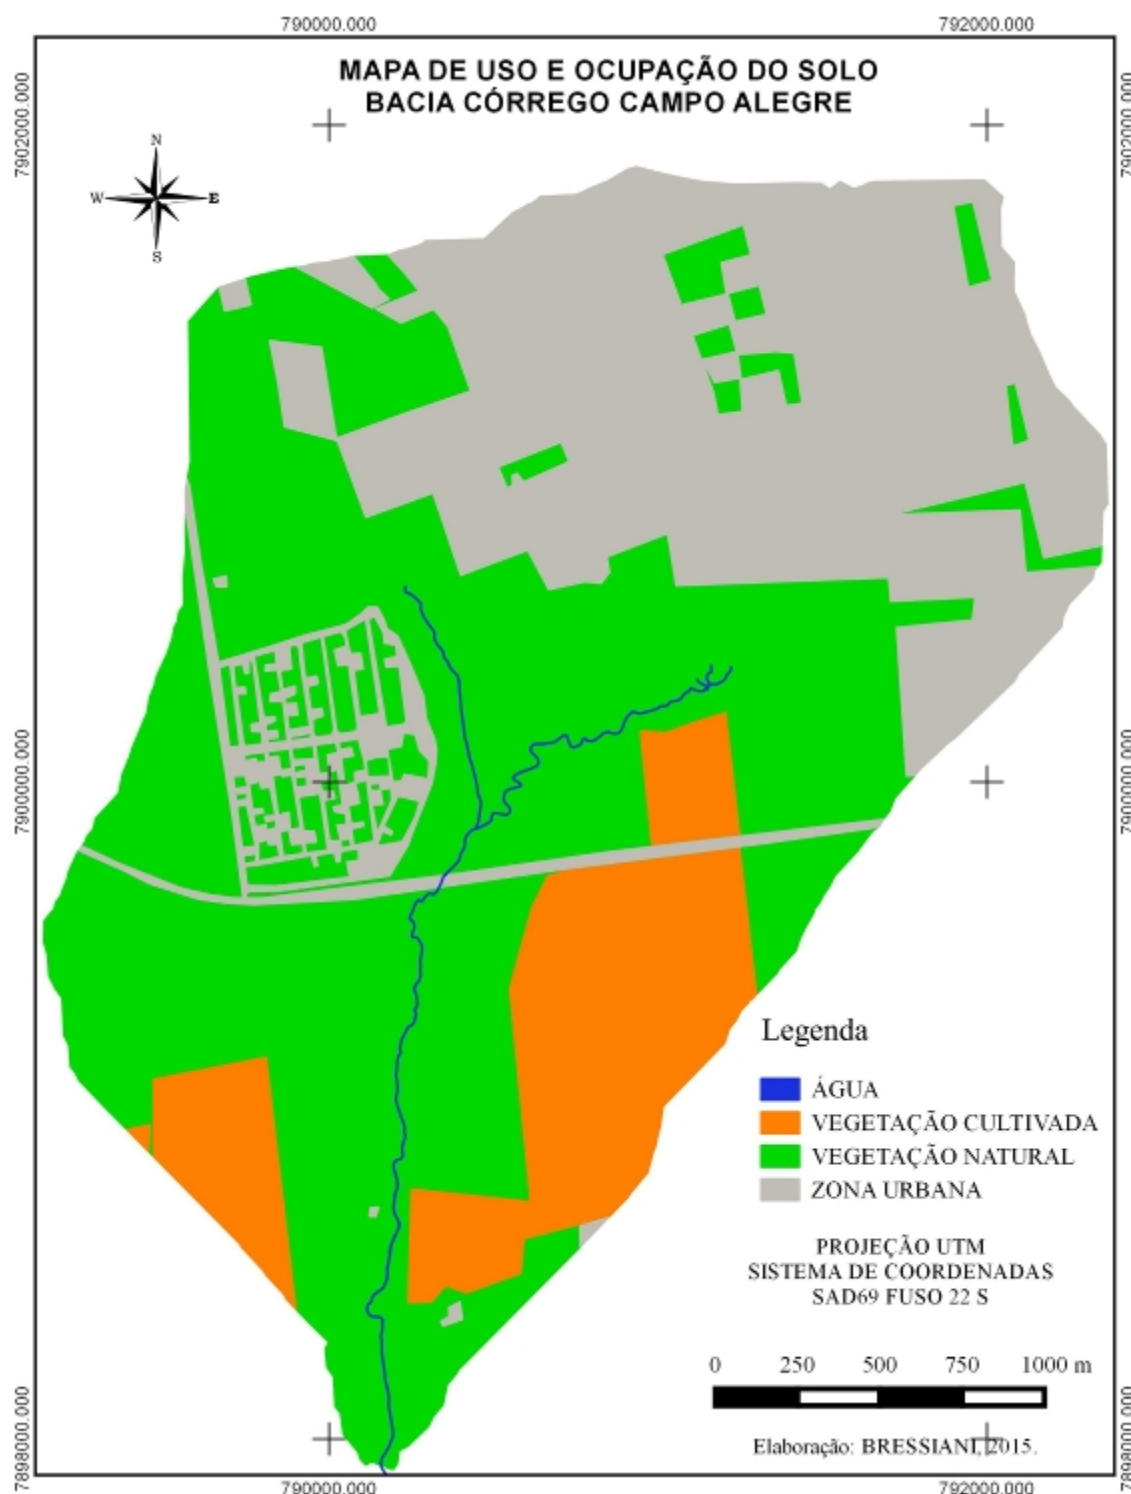 790000.000 792000.000
MAPA DE USO E OCUPAÇÃO DO SOLO
BACIA CÓRREGO CAMPO ALEGRE
7902000.000 7902000.000
N
W E
S
7900000.000 7900000.000
Legenda
ÁGUA
VEGETAÇÃO CULTIVADA
VEGETAÇÃO NATURAL
ZONA URBANA
PROJEÇÃO UTM
SISTEMA DE COORDENADAS
SAD69 FUSO 22 S
0 250 500 750 1000 m
7898000.000 7898000.000
Elaboração: BRESSIANI, 2015.
790000.000 792000.000